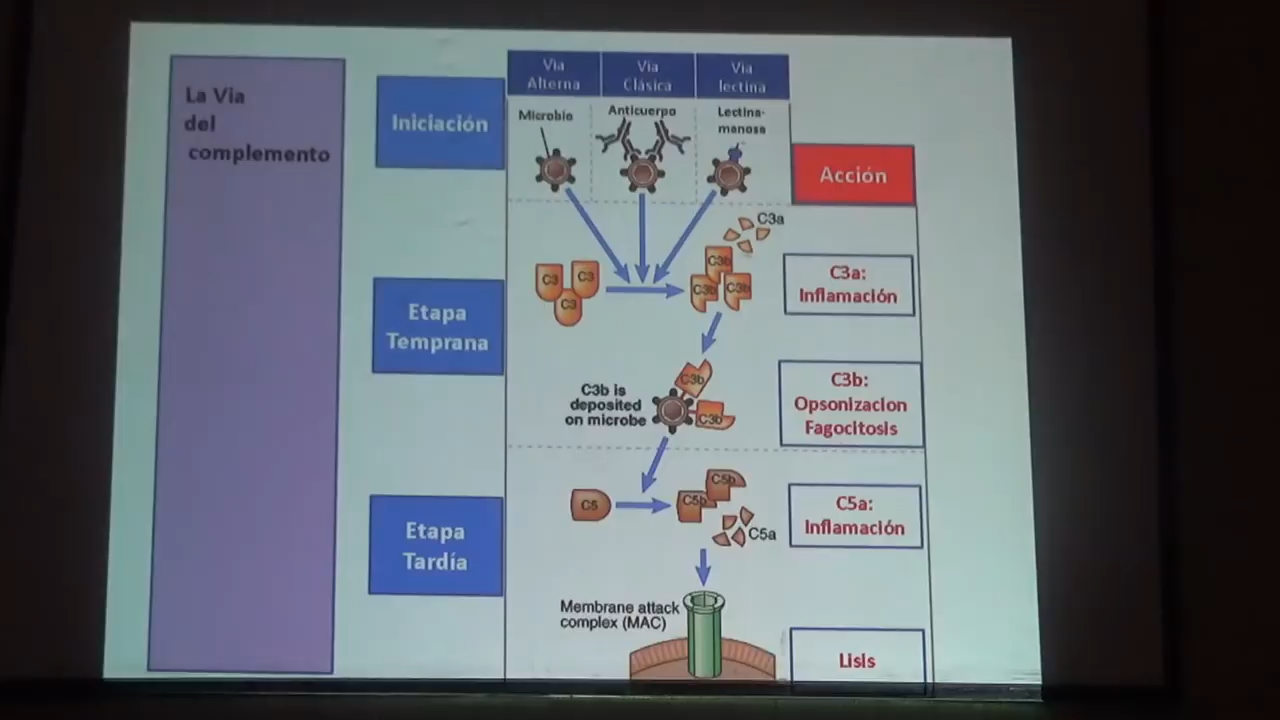 La Via
del
complemento
Iniciación
Via
Alterna
Via
Clásica
Via
lectina
Microbio
Anticuerpo
Lectina-
manosa
Acción
C3a
C3b
C3b
C3b
C3
C3
C3
C3a:
Inflamación
Etapa
Temprana
C3b is
deposited
on microbe
C3b
C3b
C3b:
Opsonizacion
Fagocitosis
Etapa
Tardía
C5
C5b
C5b
C5a
C5a:
Inflamación
Membrane attack
complex (MAC)
Lisis